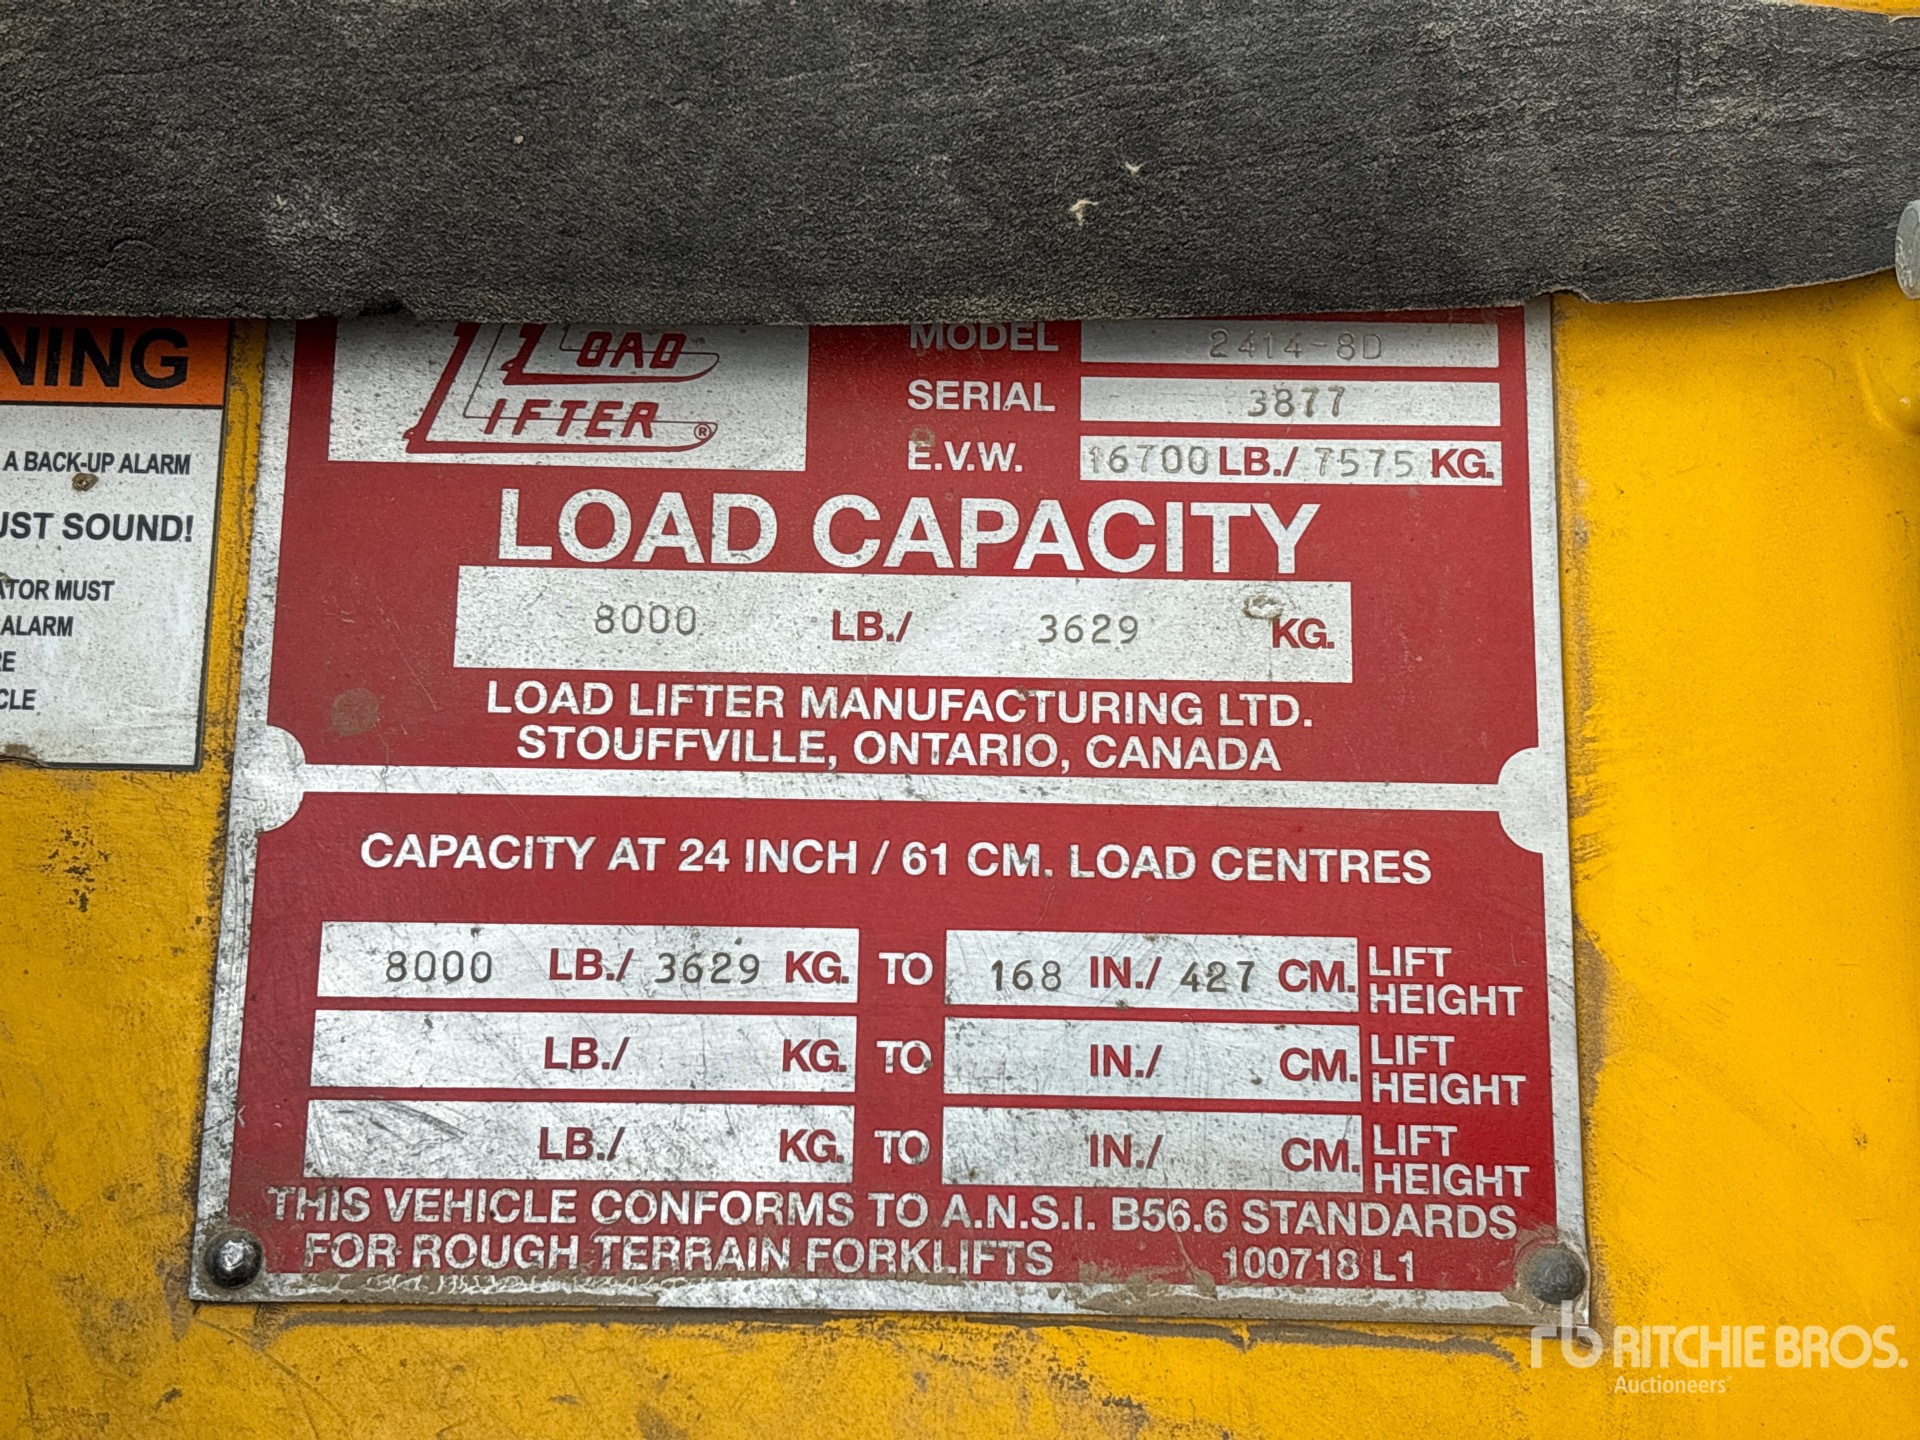 NING
A BACK-UP ALARM
UST SOUND!
ATOR MUST
ALARM
RE
CLE
LOAD
LIFTER®
MODEL 2414-8D
SERIAL 3877
E.V.W. 16700 LB./ 7575 KG.
LOAD CAPACITY
8000 LB./ 3629 KG.
LOAD LIFTER MANUFACTURING LTD.
STOUFFVILLE, ONTARIO, CANADA
CAPACITY AT 24 INCH / 61 CM. LOAD CENTRES
8000 LB./ 3629 KG. TO 168 IN./ 427 CM. LIFT HEIGHT
LB./ KG. TO IN./ CM. LIFT HEIGHT
LB./ KG. TO IN./ CM. LIFT HEIGHT
THIS VEHICLE CONFORMS TO A.N.S.I. B56.6 STANDARDS
FOR ROUGH TERRAIN FORKLIFTS 100718 L1
rb RITCHIE BROS.
Auctioneers